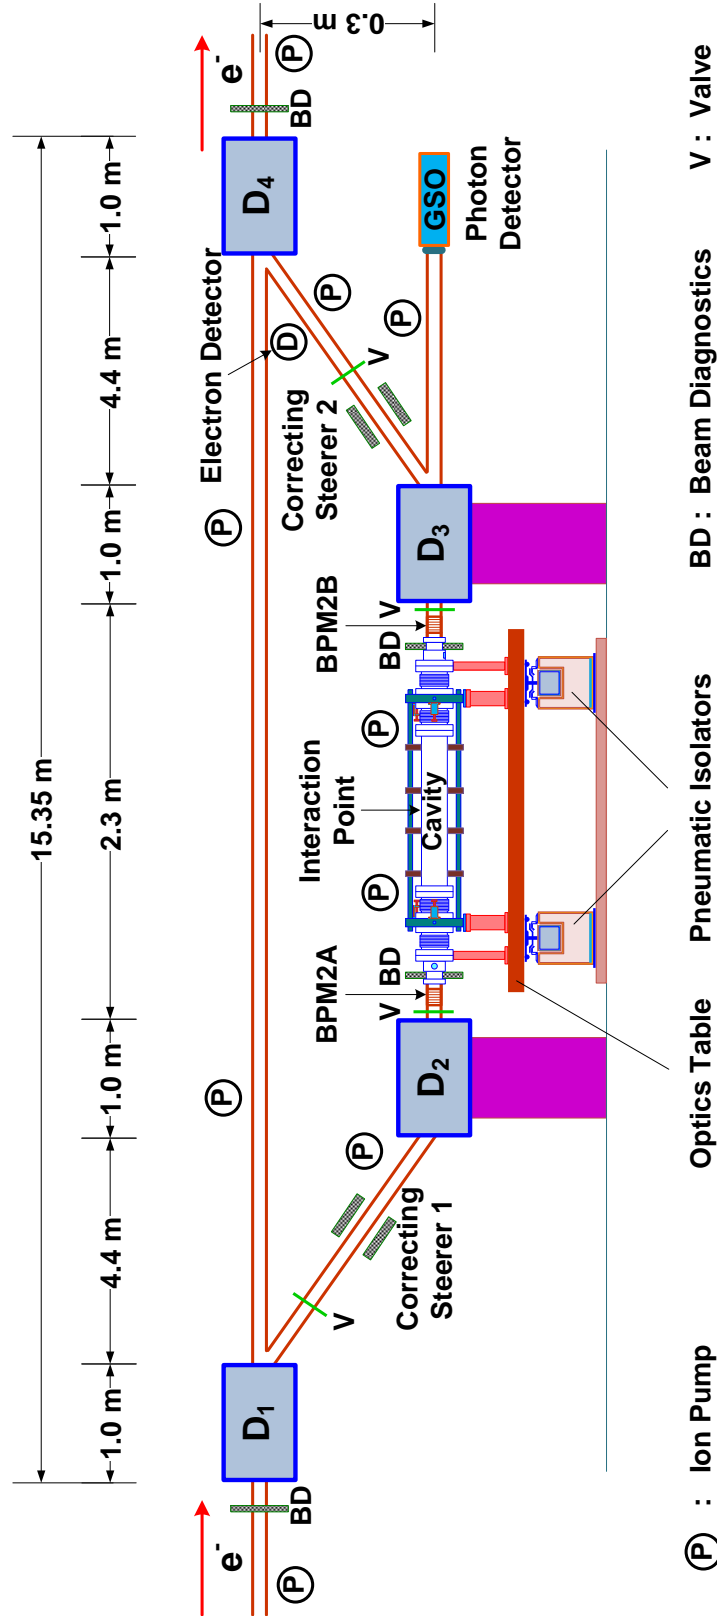 15.35 m
1.0 m
4.4 m
1.0 m
2.3 m
1.0 m
4.4 m
1.0 m
e-
e-
P
BD
D1
P
P
Electron Detector
D4
BD
P
0.3 m
V
Correcting
Steerer 1
P
D2
V
BPM2A
BD
P
Interaction
Point
Cavity
P
BD
BPM2B
V
D3
Correcting
Steerer 2
V
D
P
P
GSO
Photon
Detector
P : Ion Pump
Optics Table
Pneumatic Isolators
BD : Beam Diagnostics
V : Valve